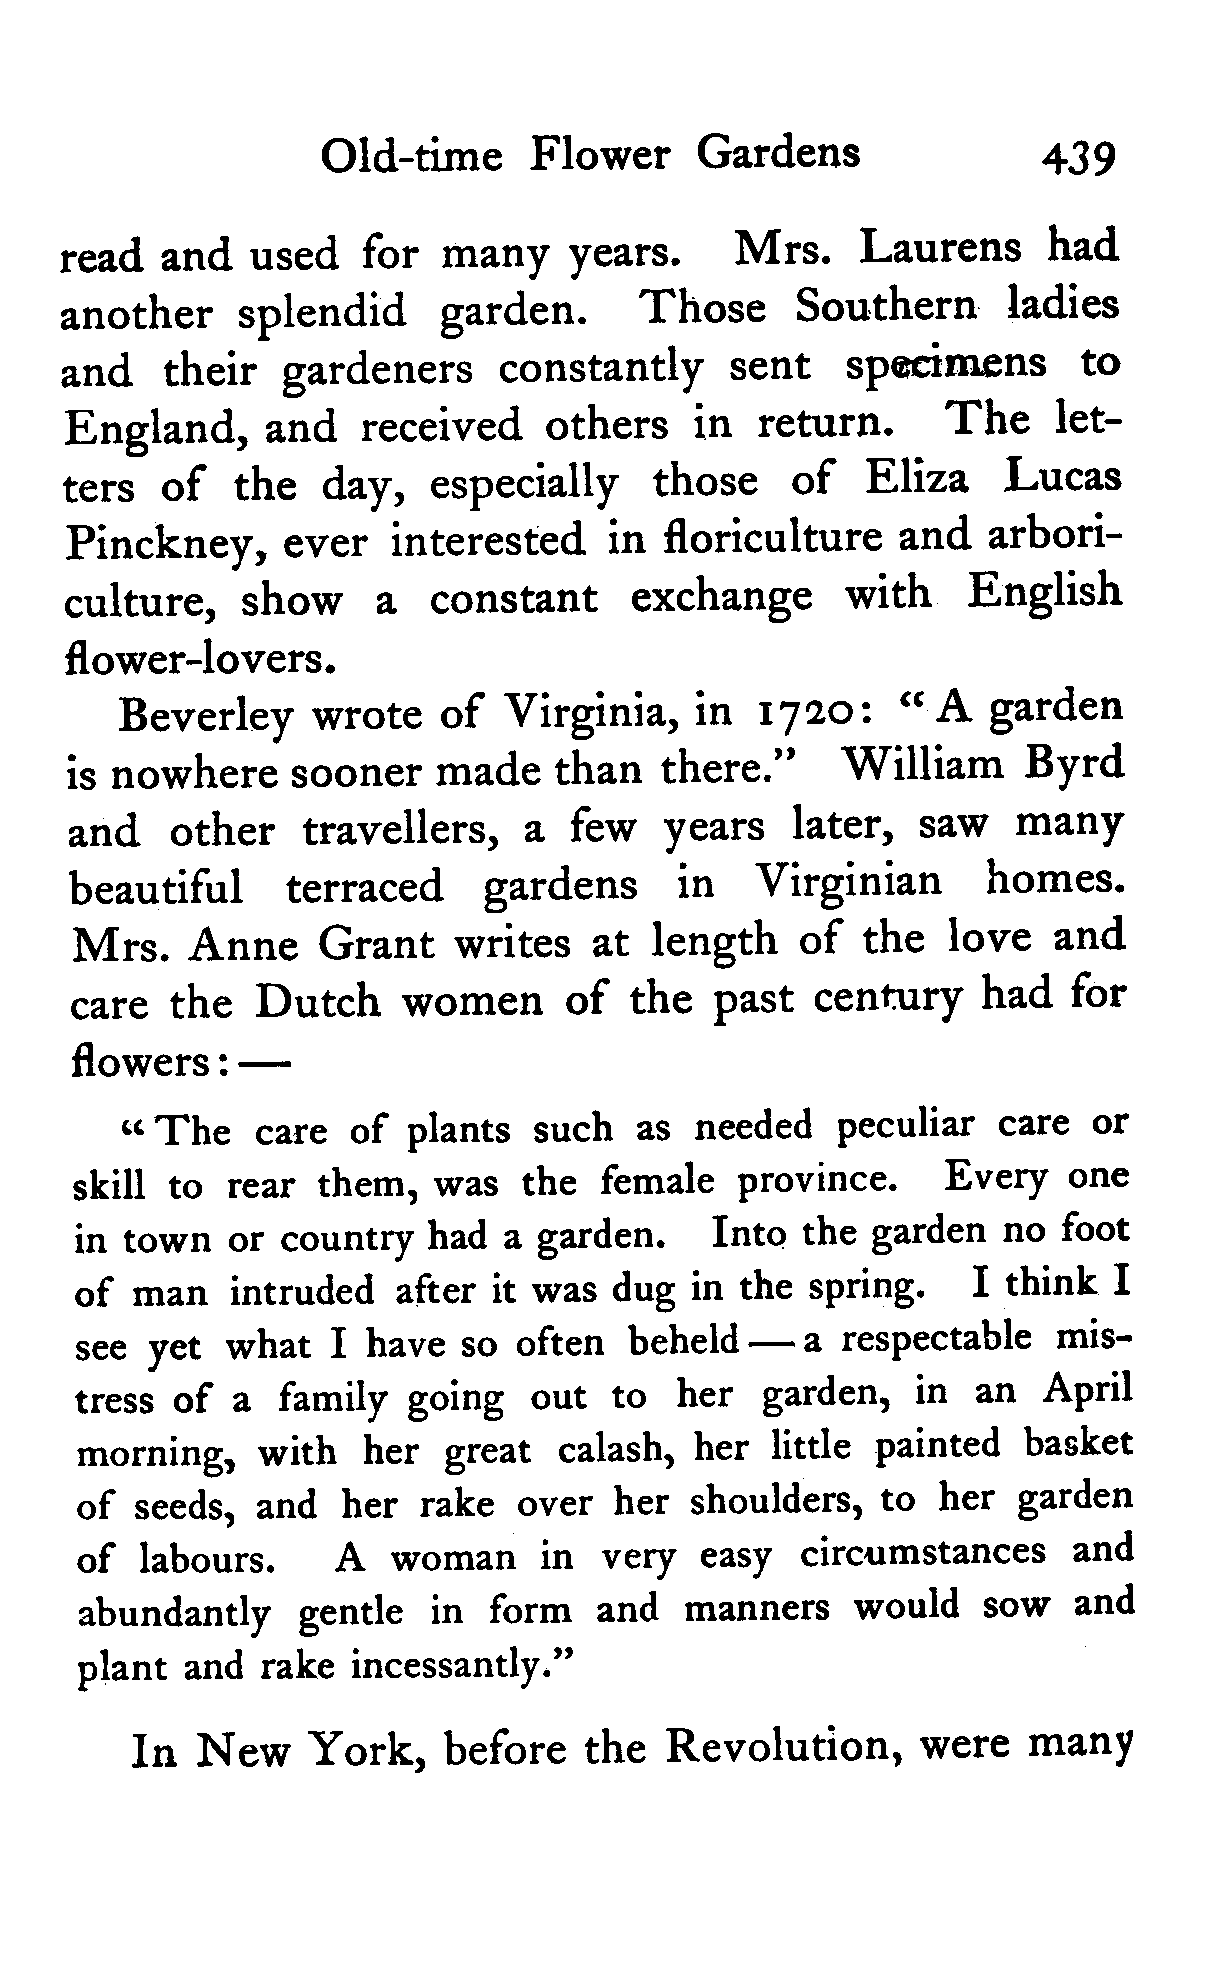 Old-time Flower Gardens 439
read and used for many years. Mrs. Laurens had
another splendid garden. Those Southern ladies
and their gardeners constantly sent specimens to
England, and received others in return. The let-
ters of the day, especially those of Eliza Lucas
Pinckney, ever interested in floriculture and arbori-
culture, show a constant exchange with English
flower-lovers.
Beverley wrote of Virginia, in 1720: “A garden
is nowhere sooner made than there.” William Byrd
and other travellers, a few years later, saw many
beautiful terraced gardens in Virginian homes.
Mrs. Anne Grant writes at length of the love and
care the Dutch women of the past century had for
flowers: —
“The care of plants such as needed peculiar care or
skill to rear them, was the female province. Every one
in town or country had a garden. Into the garden no foot
of man intruded after it was dug in the spring. I think I
see yet what I have so often beheld — a respectable mis-
tress of a family going out to her garden, in an April
morning, with her great calash, her little painted basket
of seeds, and her rake over her shoulders, to her garden
of labours. A woman in very easy circumstances and
abundantly gentle in form and manners would sow and
plant and rake incessantly.”
In New York, before the Revolution, were many